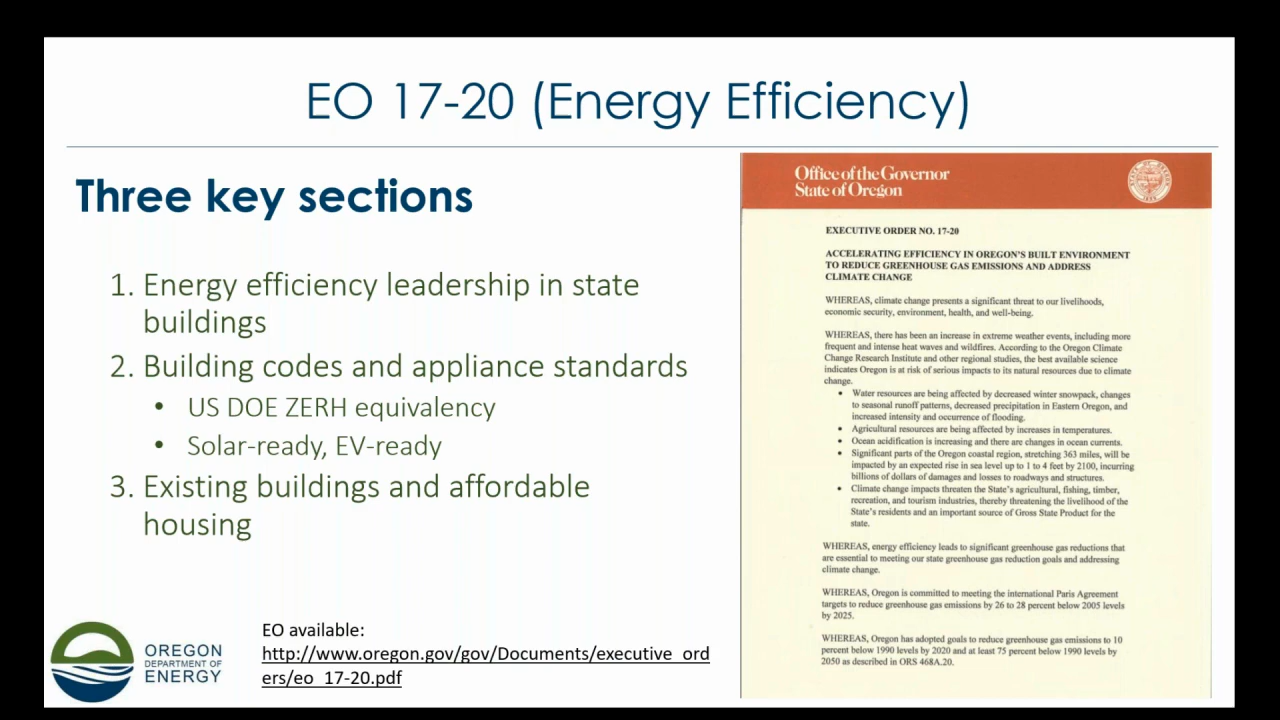 EO 17-20 (Energy Efficiency)
Three key sections
1. Energy efficiency leadership in state
buildings
2. Building codes and appliance standards
• US DOE ZERH equivalency
• Solar-ready, EV-ready
3. Existing buildings and affordable
housing
OREGON
DEPARTMENT OF
ENERGY
EO available:
http://www.oregon.gov/gov/Documents/executive_ord
ers/eo_17-20.pdf
Office of the Governor
State of Oregon
EXECUTIVE ORDER NO. 17-20
ACCELERATING EFFICIENCY IN OREGON'S BUILT ENVIRONMENT
TO REDUCE GREENHOUSE GAS EMISSIONS AND ADDRESS
CLIMATE CHANGE
WHEREAS, climate change presents a significant threat to our livelihoods,
economic security, environment, health, and well-being.
WHEREAS, there has been an increase in extreme weather events, including more
frequent and intense heat waves and wildfires. According to the Oregon Climate
Change Research Institute and other regional studies, the best available science
indicates Oregon is at risk of serious impacts to its natural resources due to climate
change.
• Water resources are being affected by decreased winter snowpack, changes
to seasonal runoff patterns, decreased precipitation in Eastern Oregon, and
increased intensity and occurrence of flooding.
• Agricultural resources are being affected by increases in temperatures.
• Ocean acidification is increasing and there are changes in ocean currents.
• Significant parts of the Oregon coastal region, stretching 363 miles, will be
impacted by an expected rise in sea level up to 1 to 4 feet by 2100, incurring
billions of dollars of damages and losses to roadways and structures.
• Climate change impacts threaten the State's agricultural, fishing, timber,
recreation, and tourism industries, thereby threatening the livelihood of the
State's residents and an important source of Gross State Product for the
state.
WHEREAS, energy efficiency leads to significant greenhouse gas reductions that
are essential to meeting our state greenhouse gas reduction goals and addressing
climate change.
WHEREAS, Oregon is committed to meeting the international Paris Agreement
targets to reduce greenhouse gas emissions by 26 to 28 percent below 2005 levels
by 2025.
WHEREAS, Oregon has adopted goals to reduce greenhouse gas emissions to 10
percent below 1990 levels by 2020 and at least 75 percent below 1990 levels by
2050 as described in ORS 468A.20.